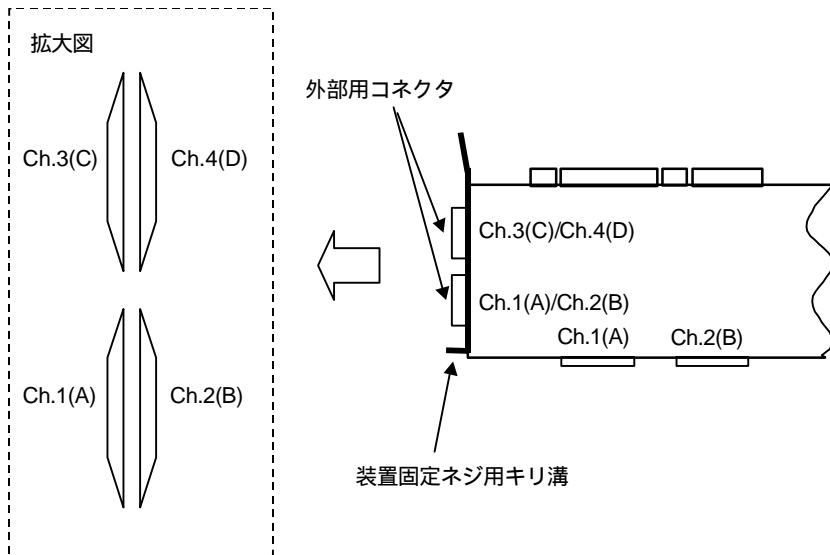 拡大図
Ch.3(C)
Ch.4(D)
Ch.1(A)
Ch.2(B)
外部用コネクタ
Ch.3(C)/Ch.4(D)
Ch.1(A)/Ch.2(B)
Ch.1(A)
Ch.2(B)
装置固定ネジ用キリ溝